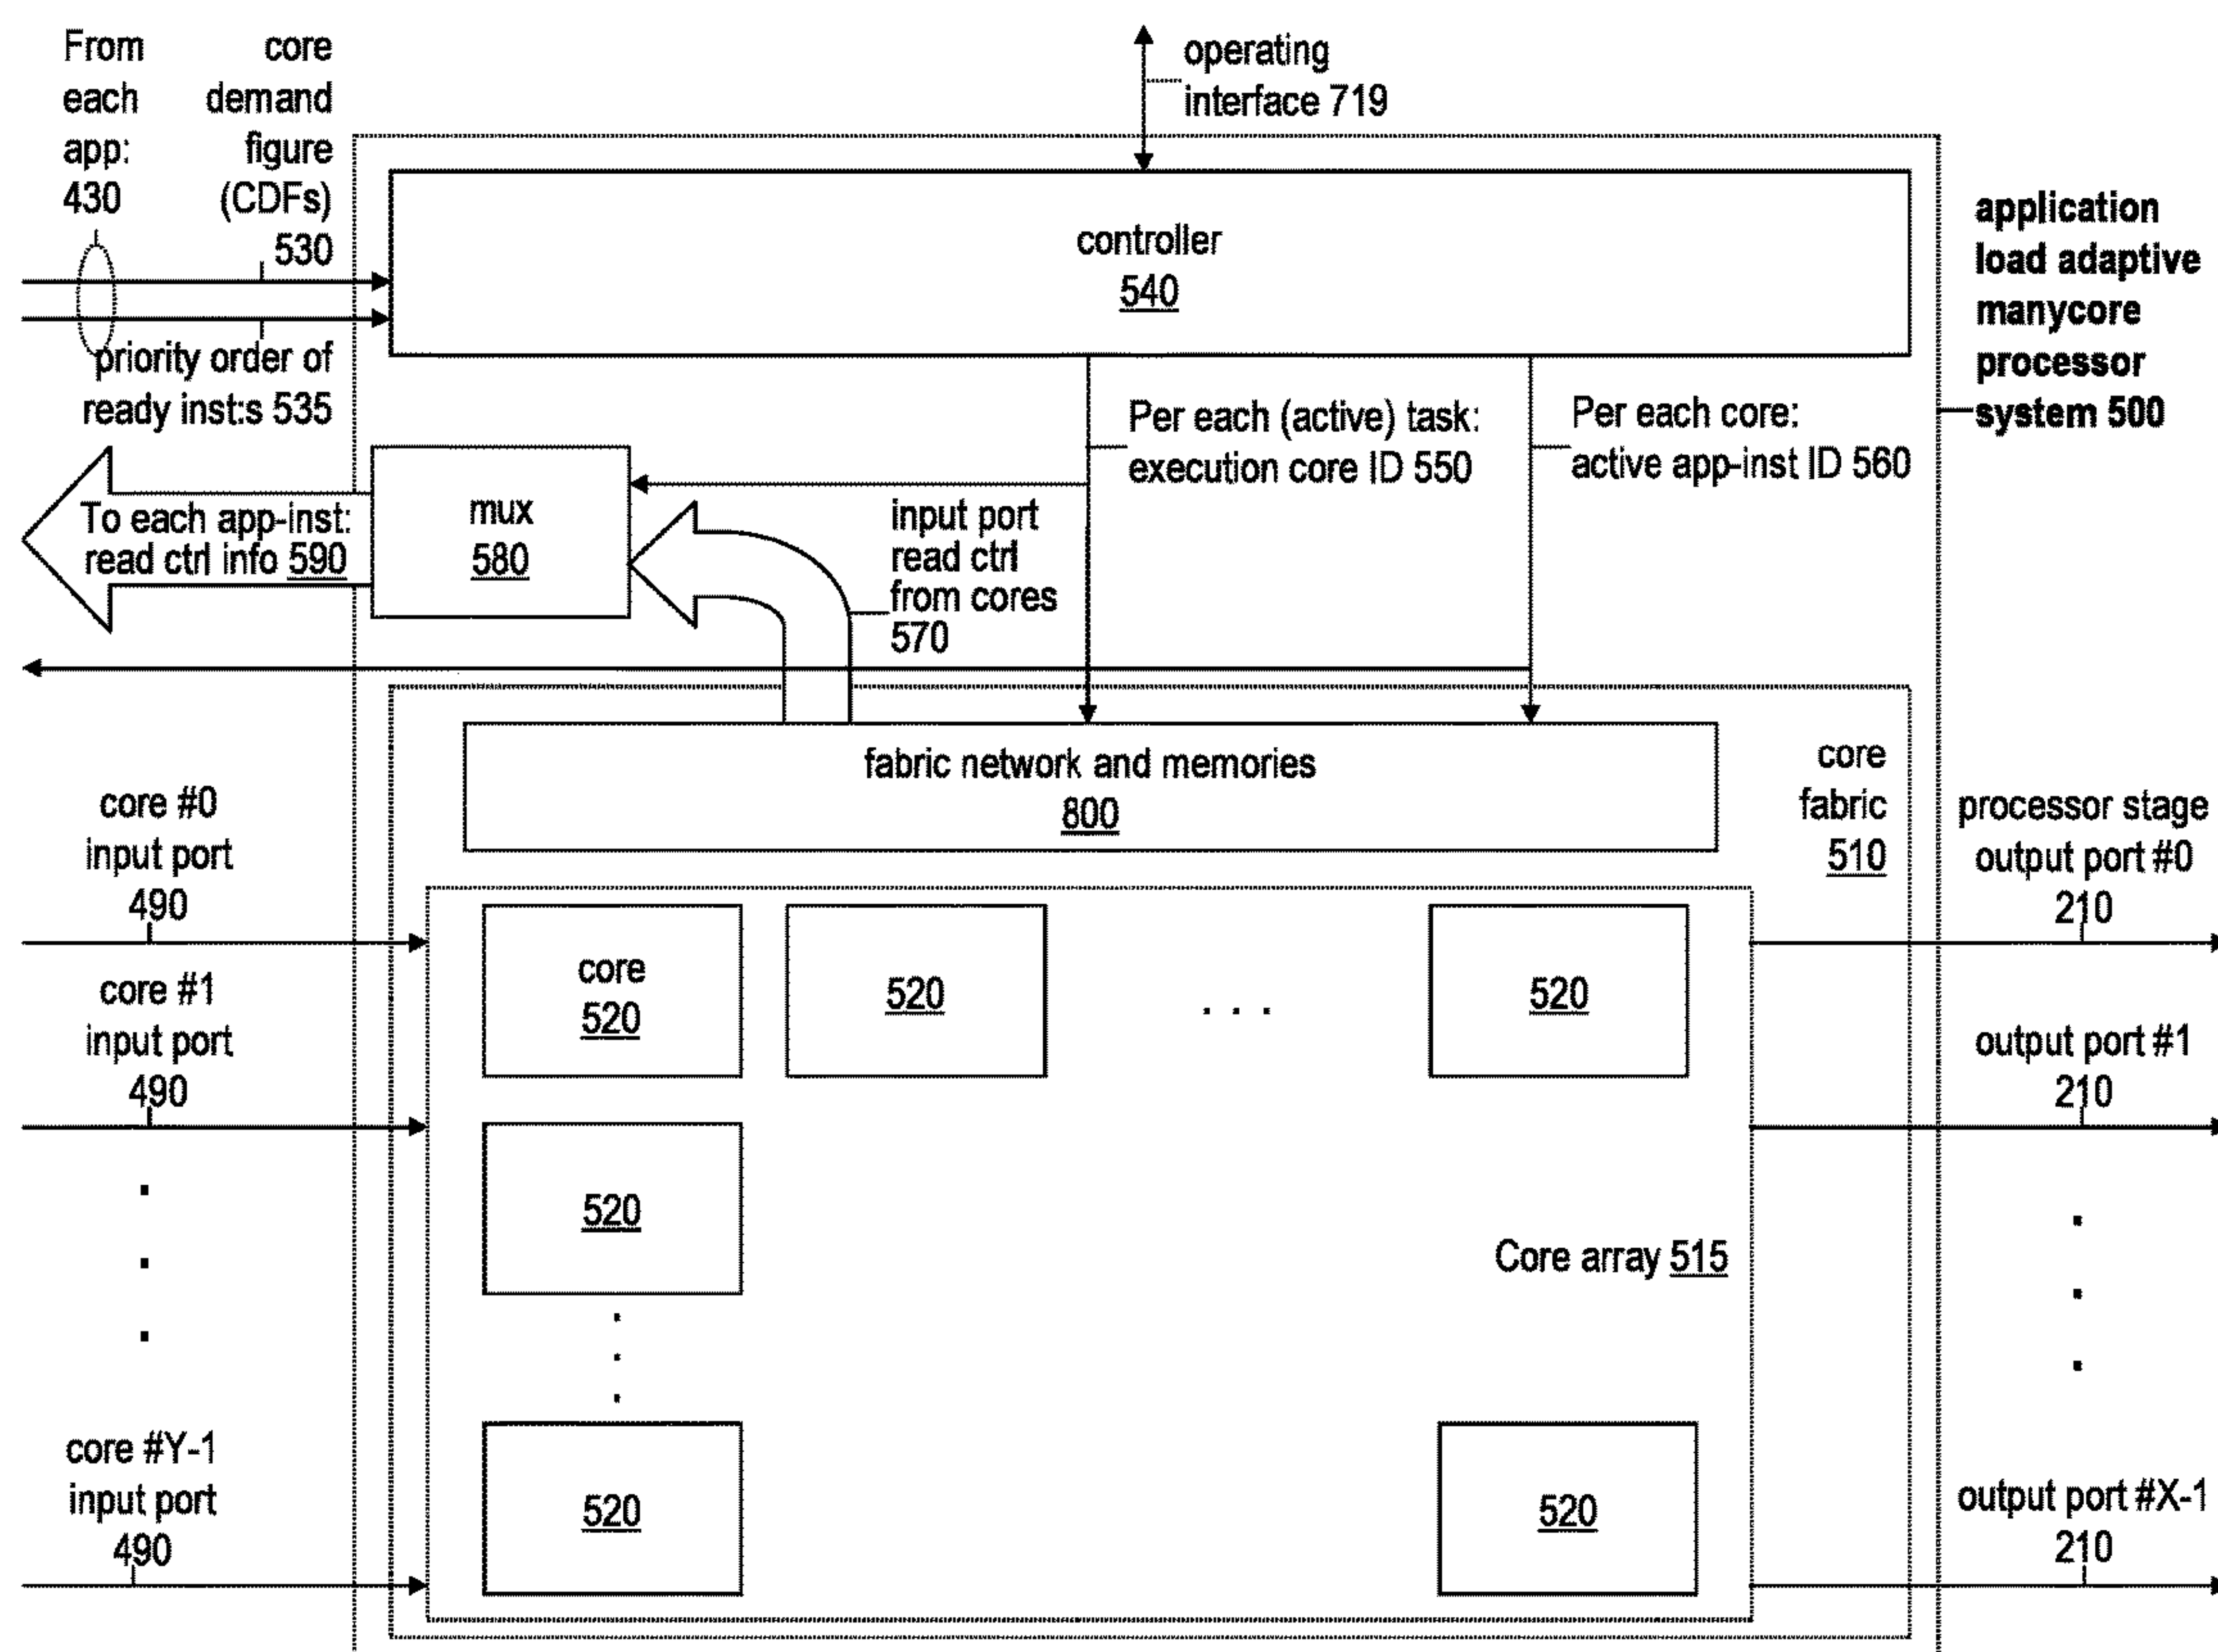 From
each
app:
430
core
demand
figure
(CDFs)
530
operating
interface 719
controller
540
application
load adaptive
manycore
processor
system 500
priority order of
ready inst:s 535
Per each (active) task:
execution core ID 550
Per each core:
active app-inst ID 560
To each app-inst:
read ctrl info 590
mux
580
input port
read ctrl
from cores
570
fabric network and memories
800
core
fabric
510
core #0
input port
490
processor stage
output port #0
210
core
520
520
. . .
520
core #1
input port
490
output port #1
210
520
Core array 515
.
.
.
core #Y-1
input port
490
520
520
output port #X-1
210